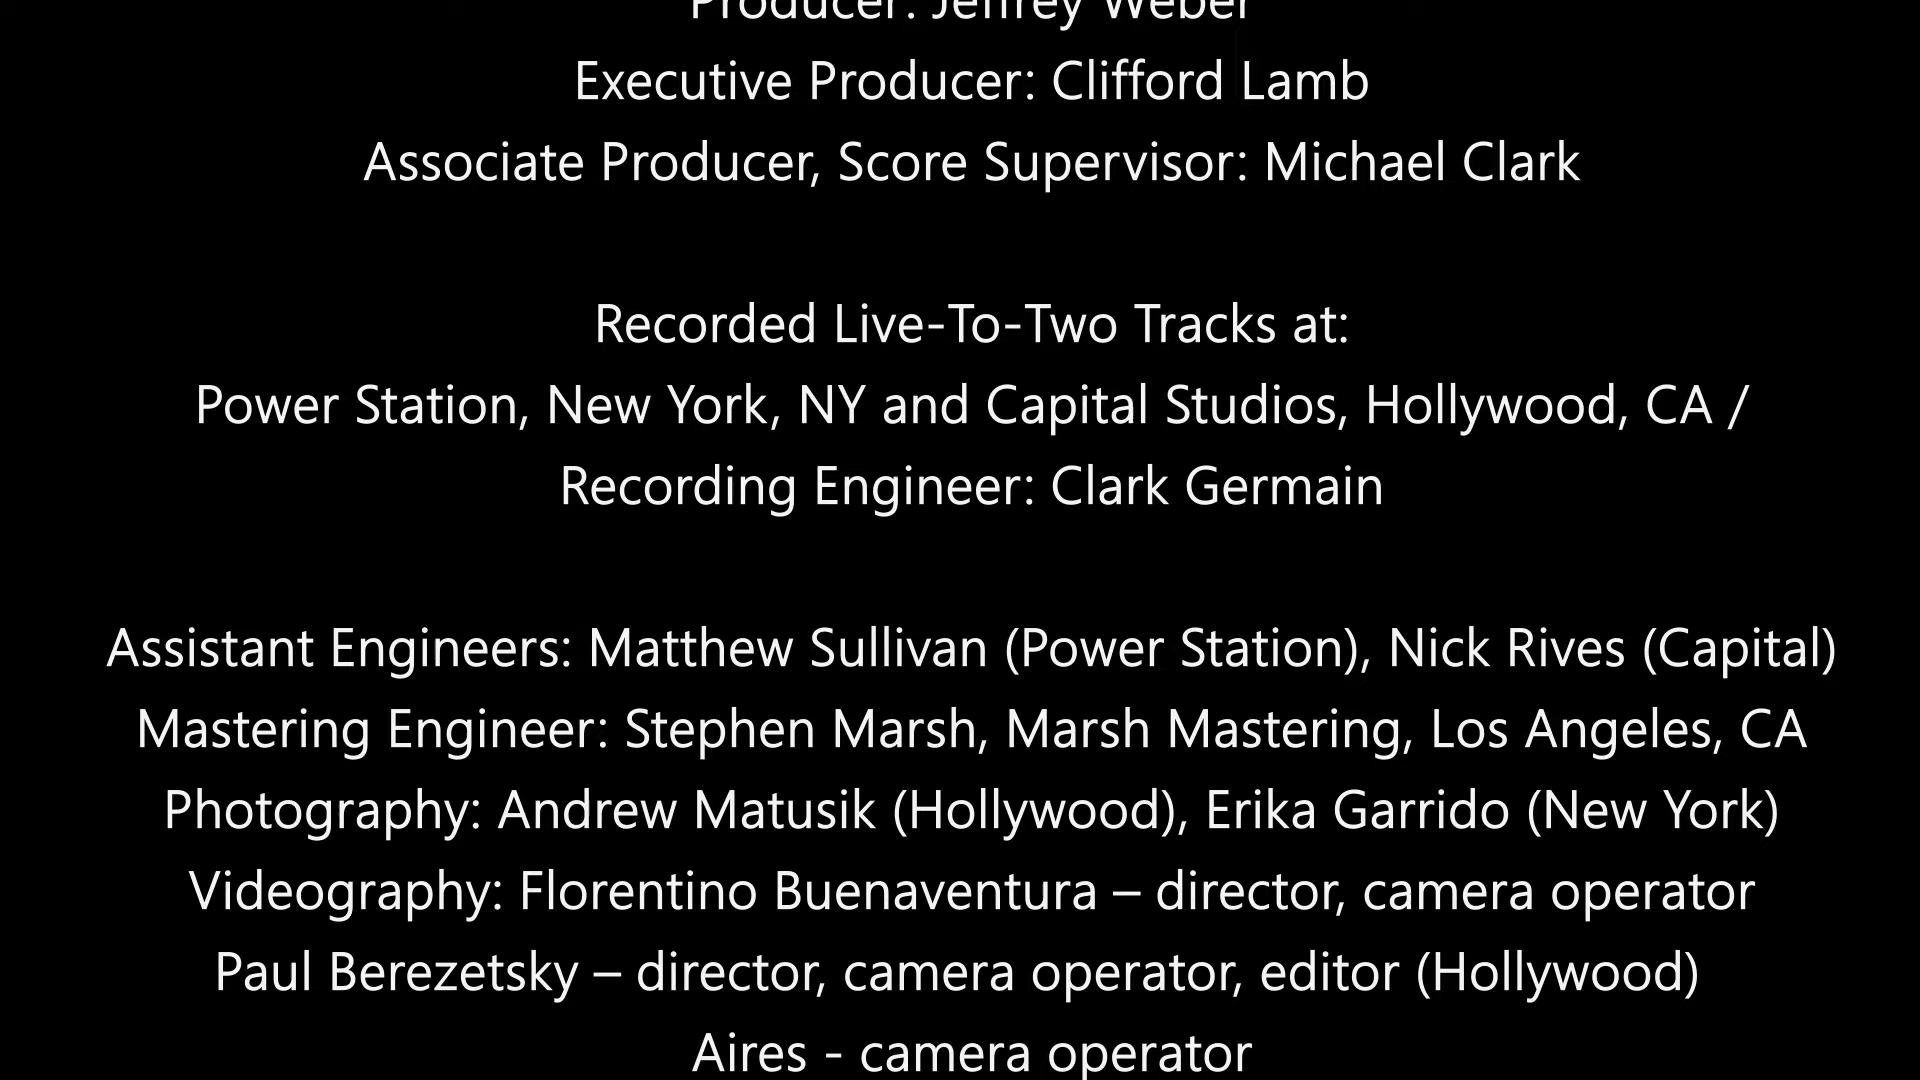 Producer: Jeffrey Weber
Executive Producer: Clifford Lamb
Associate Producer, Score Supervisor: Michael Clark
Recorded Live-To-Two Tracks at:
Power Station, New York, NY and Capital Studios, Hollywood, CA /
Recording Engineer: Clark Germain
Assistant Engineers: Matthew Sullivan (Power Station), Nick Rives (Capital)
Mastering Engineer: Stephen Marsh, Marsh Mastering, Los Angeles, CA
Photography: Andrew Matusik (Hollywood), Erika Garrido (New York)
Videography: Florentino Buenaventura – director, camera operator
Paul Berezetsky – director, camera operator, editor (Hollywood)
Aires - camera operator